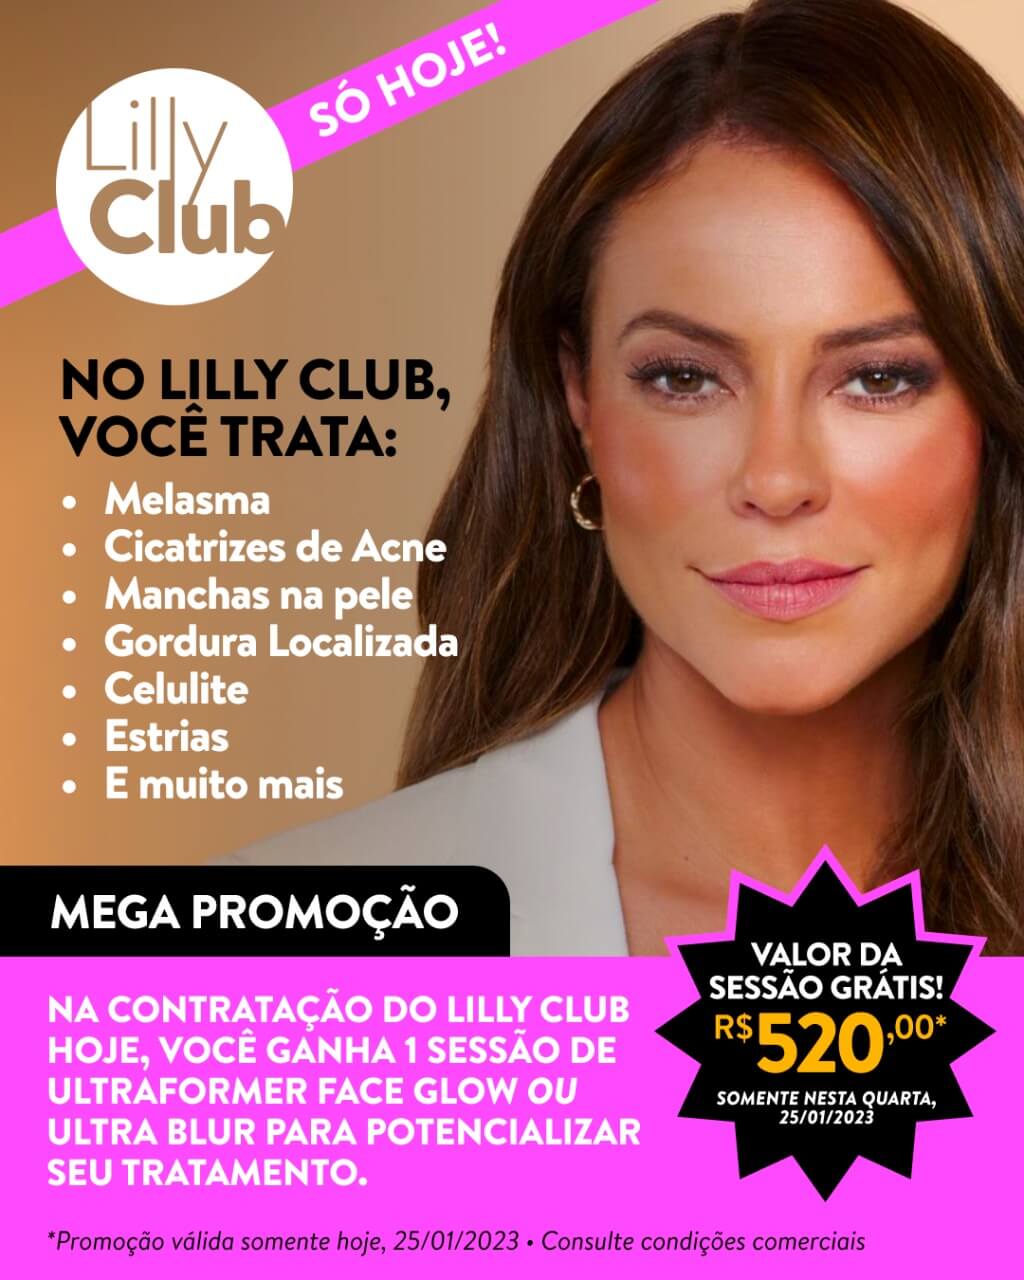 SÓ HOJE!
Lilly
Club
NO LILLY CLUB,
VOCÊ TRATA:
• Melasma
• Cicatrizes de Acne
• Manchas na pele
• Gordura Localizada
• Celulite
• Estrias
• E muito mais
MEGA PROMOÇÃO
NA CONTRATAÇÃO DO LILLY CLUB
HOJE, VOCÊ GANHA 1 SESSÃO DE
ULTRAFORMER FACE GLOW OU
ULTRA BLUR PARA POTENCIALIZAR
SEU TRATAMENTO.
VALOR DA
SESSÃO GRÁTIS!
R$520,00*
SOMENTE NESTA QUARTA,
25/01/2023
*Promoção válida somente hoje, 25/01/2023 • Consulte condições comerciais